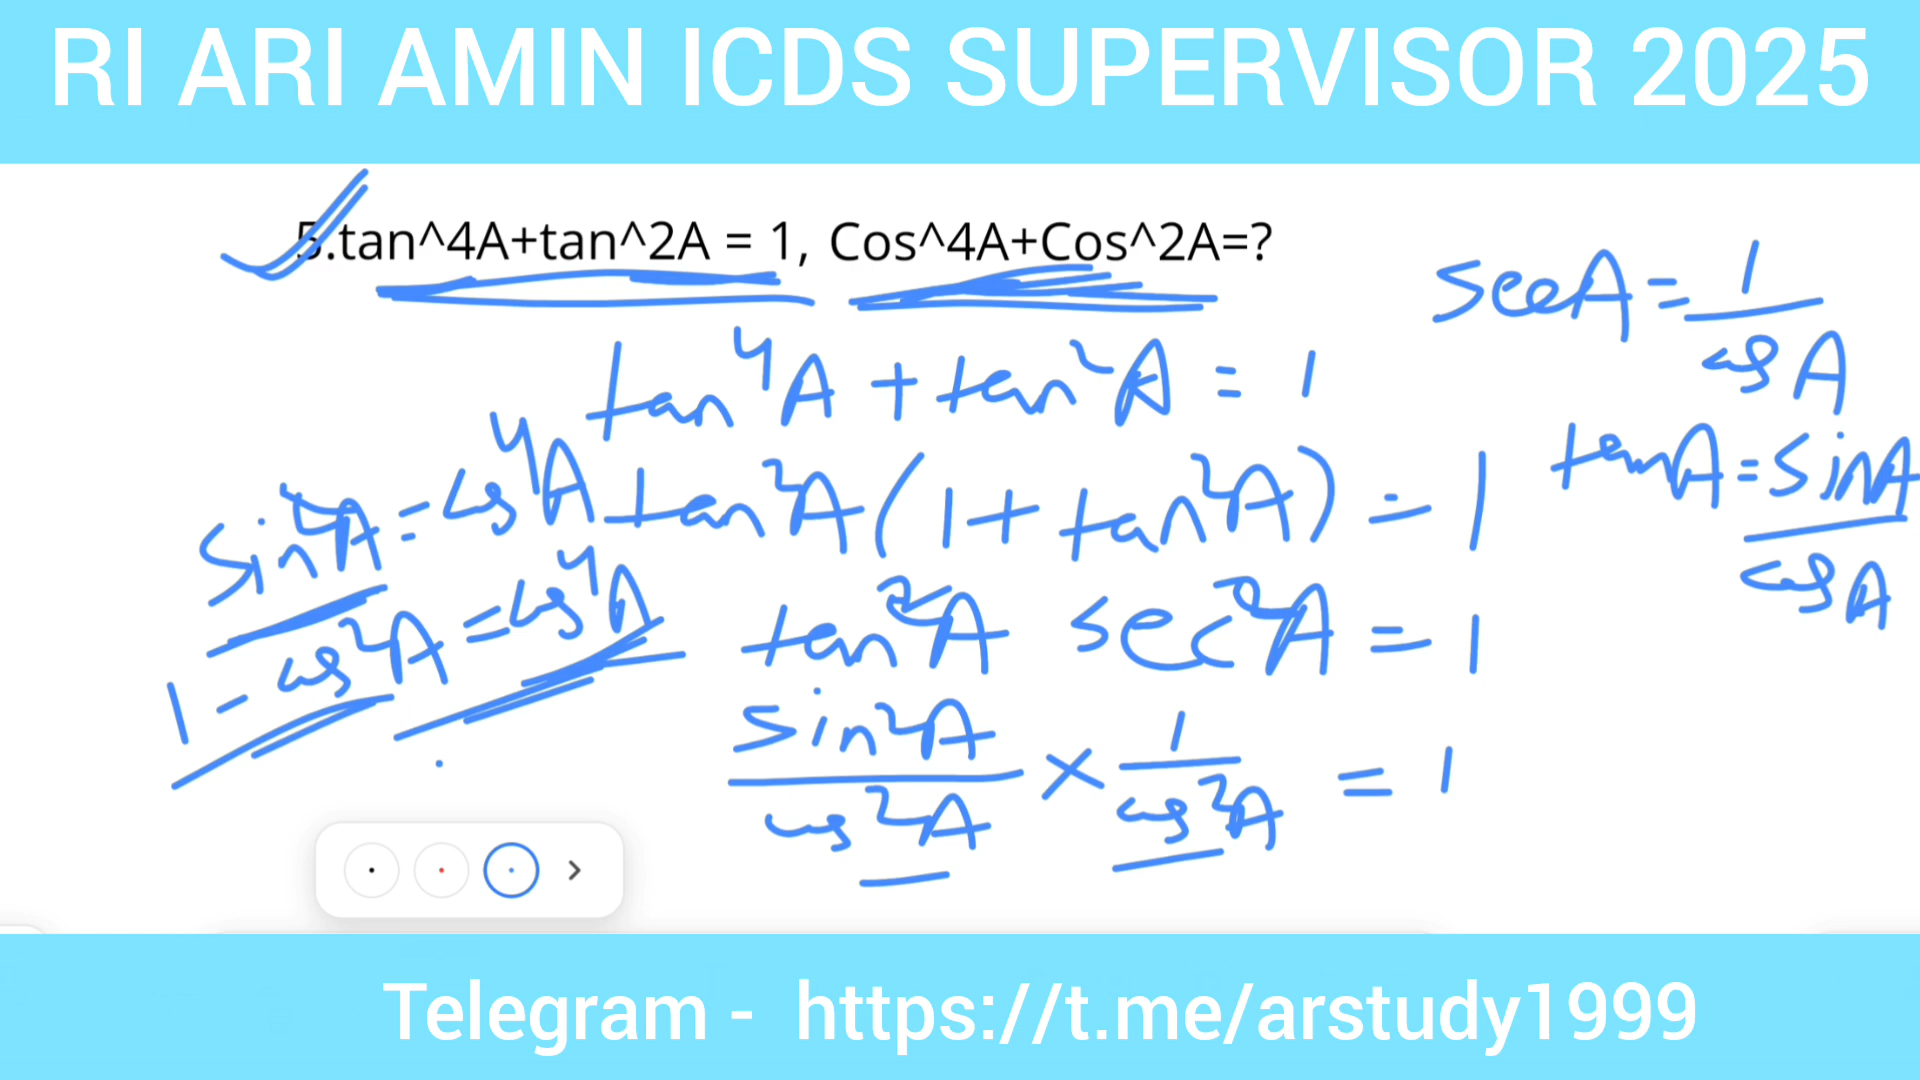 RI ARI AMIN ICDS SUPERVISOR 2025
5.tan^4A+tan^2A = 1, Cos^4A+Cos^2A=?
secA = 1/cosA
tan⁴A + tan²A = 1
tanA = sinA/cosA
tan²A(1 + tan²A) = 1
sin²A = cos⁴A
tan²A sec²A = 1
1 - cos²A = cos⁴A
sin²A/cos²A × 1/cos²A = 1
Telegram - https://t.me/arstudy1999